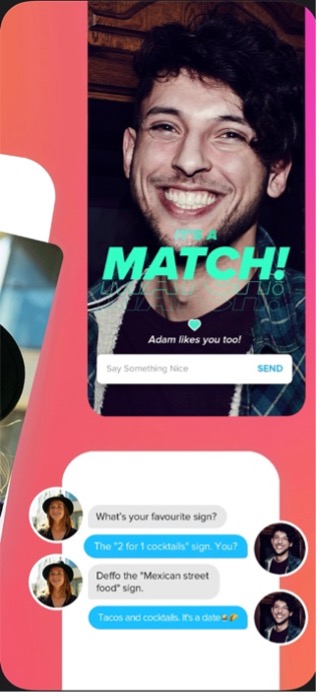 IT'S A
MATCH!
Adam likes you too!
Say Something Nice SEND
What's your favourite sign?
The "2 for 1 cocktails" sign. You?
Deffo the "Mexican street
food" sign.
Tacos and cocktails. It's a date🍻🌮